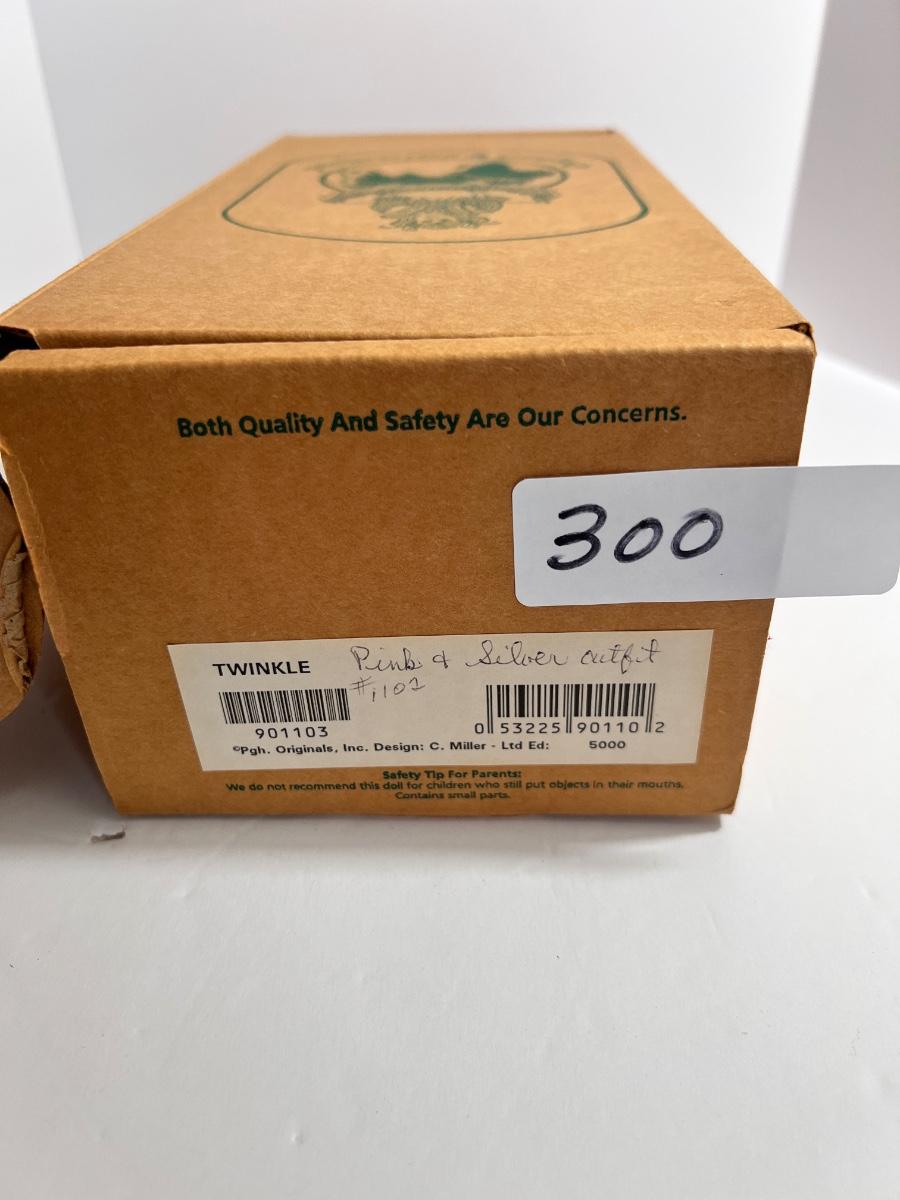 Both Quality And Safety Are Our Concerns.
300
TWINKLE Pink & Silver outfit
#1102
901103
0 53225 90110 2
©Pgh. Originals, Inc. Design: C. Miller - Ltd Ed: 5000
Safety Tip For Parents:
We do not recommend this doll for children who still put objects in their mouths.
Contains small parts.